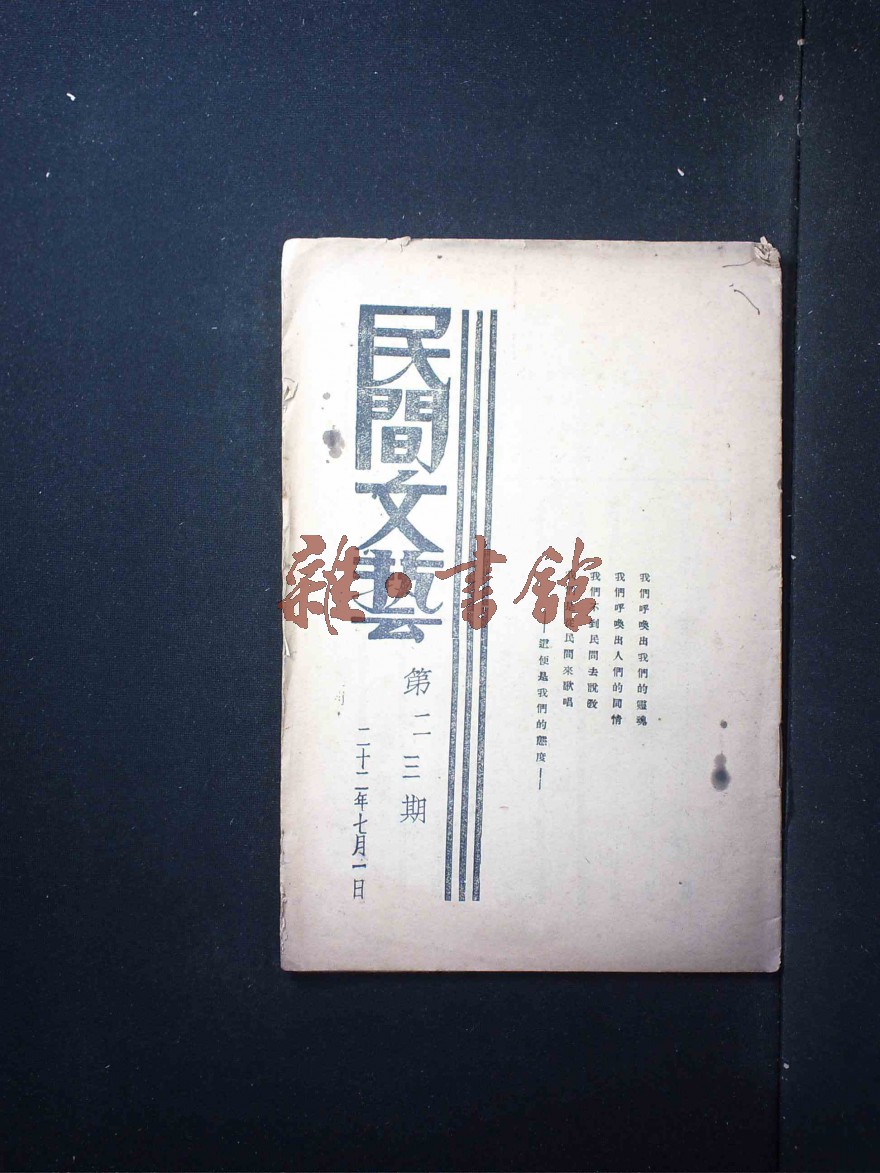 我們呼喚出我們的靈魂
我們呼喚出人們的同情
我們不到民間去說教
民間來歌唱
這便是我們的態度——
民間文藝
第二三期
二十二年七月一日
雜·書館